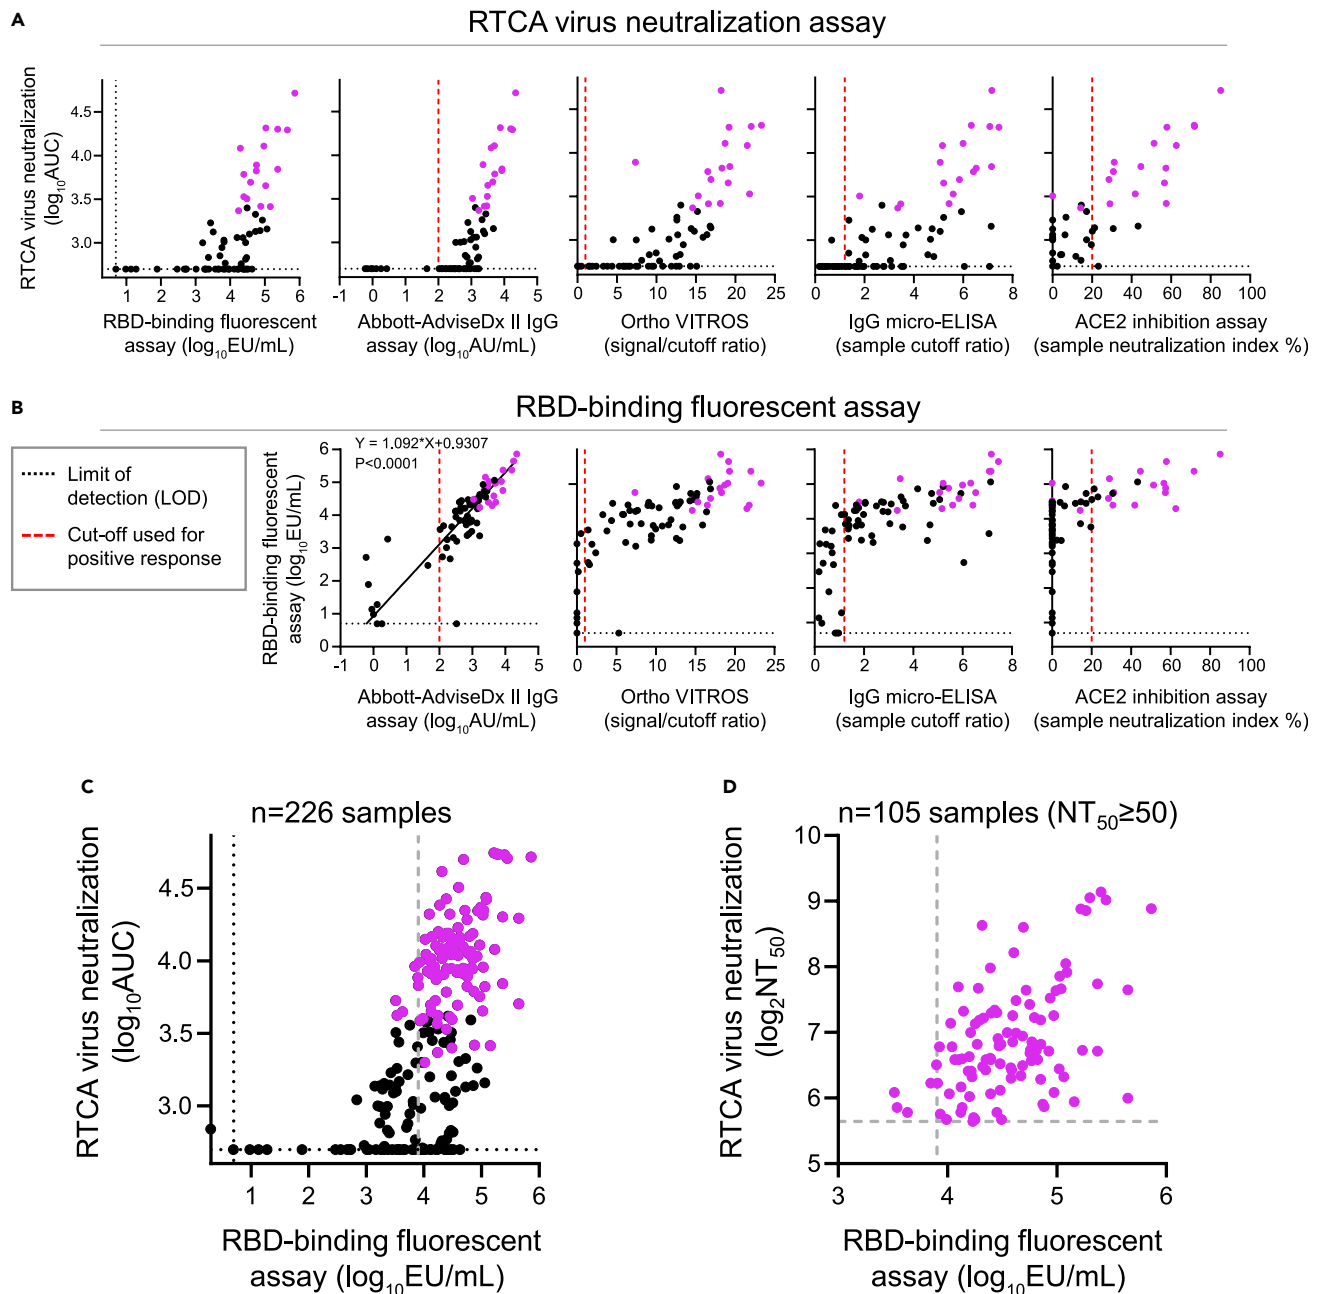 A
RTCA virus neutralization assay
RTCA virus neutralization
(log₁₀AUC)
4.5
4.0
3.5
3.0
1 2 3 4 5 6
-1 0 1 2 3 4 5
0 5 10 15 20 25
0 2 4 6 8
0 20 40 60 80 100
RBD-binding fluorescent
assay (log₁₀EU/mL)
Abbott-AdviseDx II IgG
assay (log₁₀AU/mL)
Ortho VITROS
(signal/cutoff ratio)
IgG micro-ELISA
(sample cutoff ratio)
ACE2 inhibition assay
(sample neutralization index %)
B
RBD-binding fluorescent assay
Limit of
detection (LOD)
Cut-off used for
positive response
RBD-binding fluorescent
assay (log₁₀EU/mL)
Y = 1.092*X+0.9307
P<0.0001
6
5
4
3
2
1
0
-1 0 1 2 3 4 5
0 5 10 15 20 25
0 2 4 6 8
0 20 40 60 80 100
Abbott-AdviseDx II IgG
assay (log₁₀AU/mL)
Ortho VITROS
(signal/cutoff ratio)
IgG micro-ELISA
(sample cutoff ratio)
ACE2 inhibition assay
(sample neutralization index %)
C
n=226 samples
RTCA virus neutralization
(log₁₀AUC)
4.5
4.0
3.5
3.0
1 2 3 4 5 6
RBD-binding fluorescent
assay (log₁₀EU/mL)
D
n=105 samples (NT₅₀≥50)
RTCA virus neutralization
(log₂NT₅₀)
10
9
8
7
6
5
3 4 5 6
RBD-binding fluorescent
assay (log₁₀EU/mL)